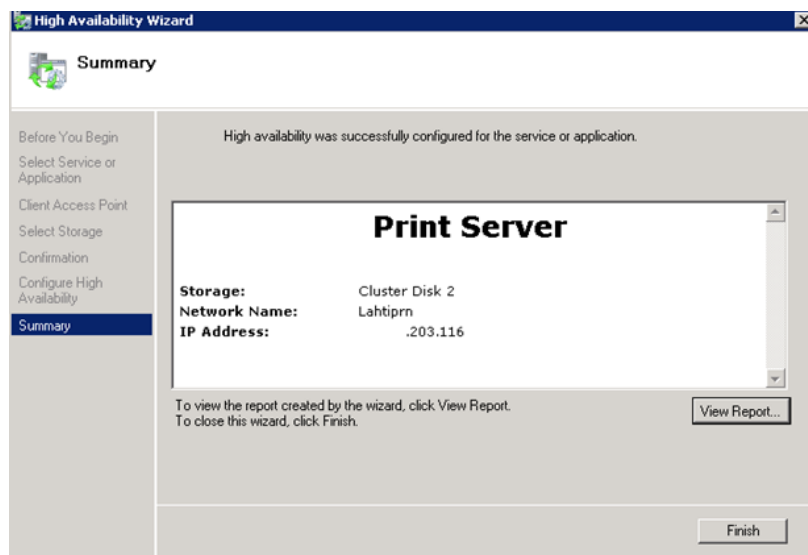 High Availability Wizard
Summary
Before You Begin
Select Service or
Application
Client Access Point
Select Storage
Confirmation
Configure High
Availability
Summary
High availability was successfully configured for the service or application.
Print Server
Storage: Cluster Disk 2
Network Name: Lahtiprn
IP Address: .203.116
To view the report created by the wizard, click View Report.
To close this wizard, click Finish.
View Report...
Finish